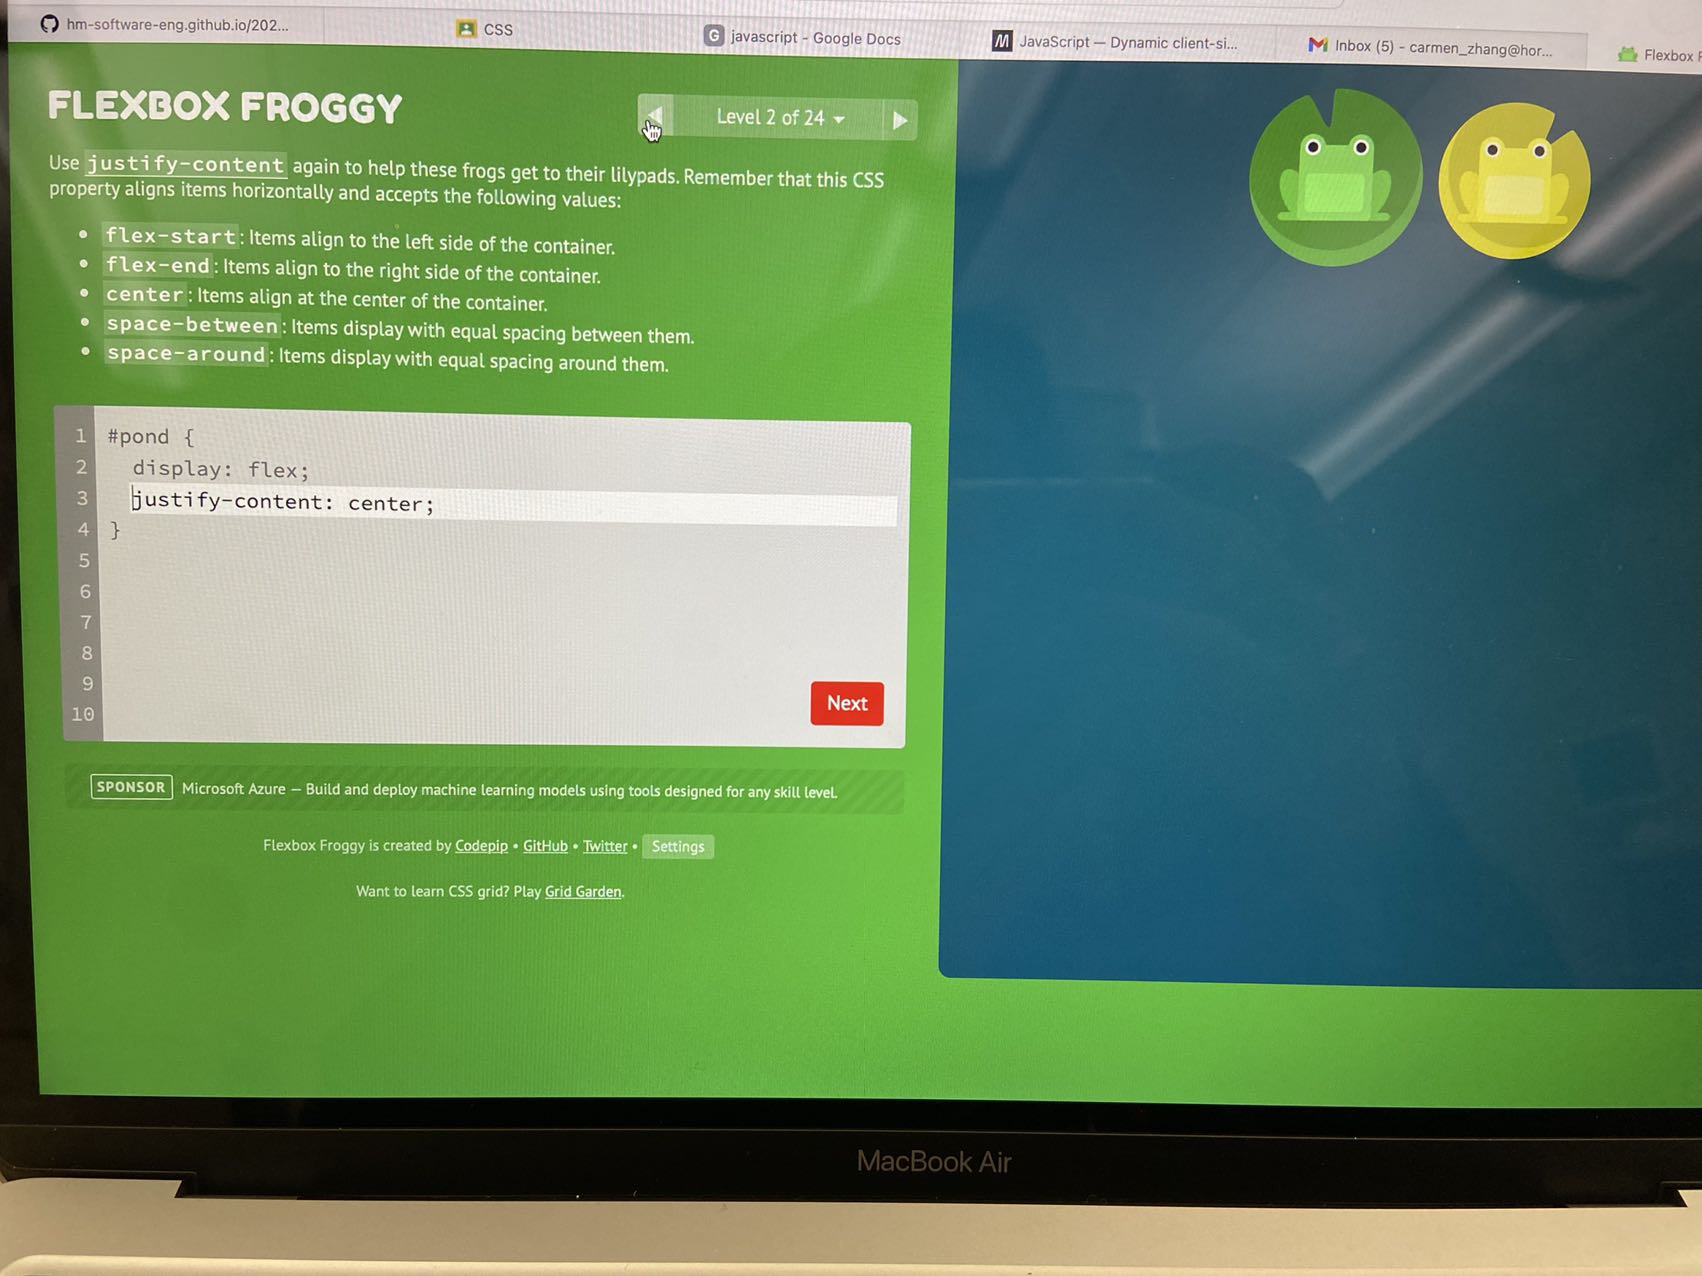 hm-software-eng.github.io/202...
CSS
G javascript - Google Docs
M JavaScript — Dynamic client-si...
Inbox (5) - carmen_zhang@hor...
Flexbox F
FLEXBOX FROGGY
Level 2 of 24
Use justify-content again to help these frogs get to their lilypads. Remember that this CSS
property aligns items horizontally and accepts the following values:
flex-start: Items align to the left side of the container.
flex-end: Items align to the right side of the container.
center: Items align at the center of the container.
space-between: Items display with equal spacing between them.
space-around: Items display with equal spacing around them.
1 #pond {
2 display: flex;
3 justify-content: center;
4 }
5
6
7
8
9
10
Next
SPONSOR Microsoft Azure — Build and deploy machine learning models using tools designed for any skill level.
Flexbox Froggy is created by Codepip • GitHub • Twitter • Settings
Want to learn CSS grid? Play Grid Garden.
MacBook Air